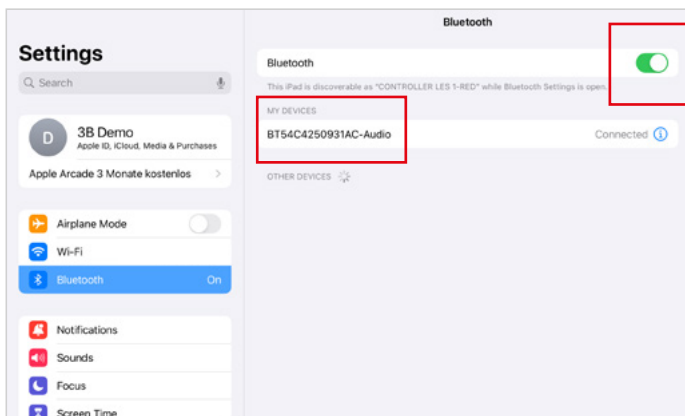 Bluetooth
Settings
Search
D
3B Demo
Apple ID, iCloud, Media & Purchases
Apple Arcade 3 Monate kostenlos
Airplane Mode
Wi-Fi
Bluetooth On
Notifications
Sounds
Focus
Screen Time
Bluetooth
This iPad is discoverable as "CONTROLLER LES 1-RED" while Bluetooth Settings is open.
MY DEVICES
BT54C4250931AC-Audio Connected
OTHER DEVICES